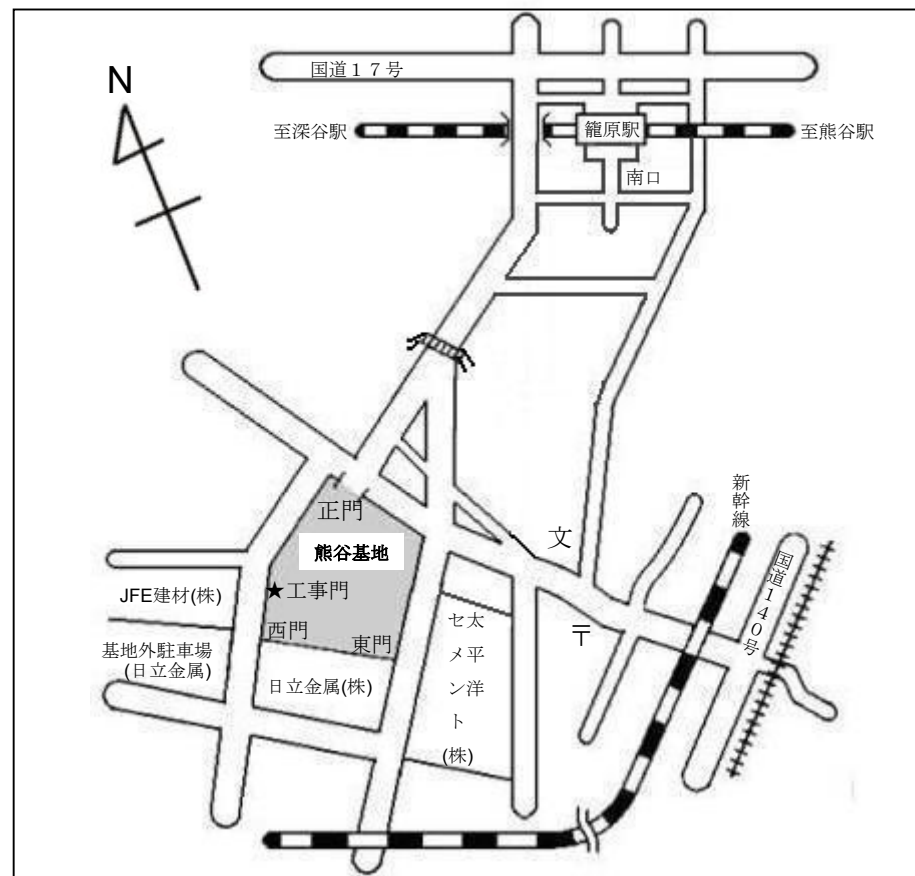 国道１７号
N
至深谷駅
籠原駅
至熊谷駅
南口
新幹線
正門
文
熊谷基地
国道１４０号
★工事門
JFE建材(株)
西門
東門
太平洋
セメント
(株)
〒
基地外駐車場
(日立金属)
日立金属(株)